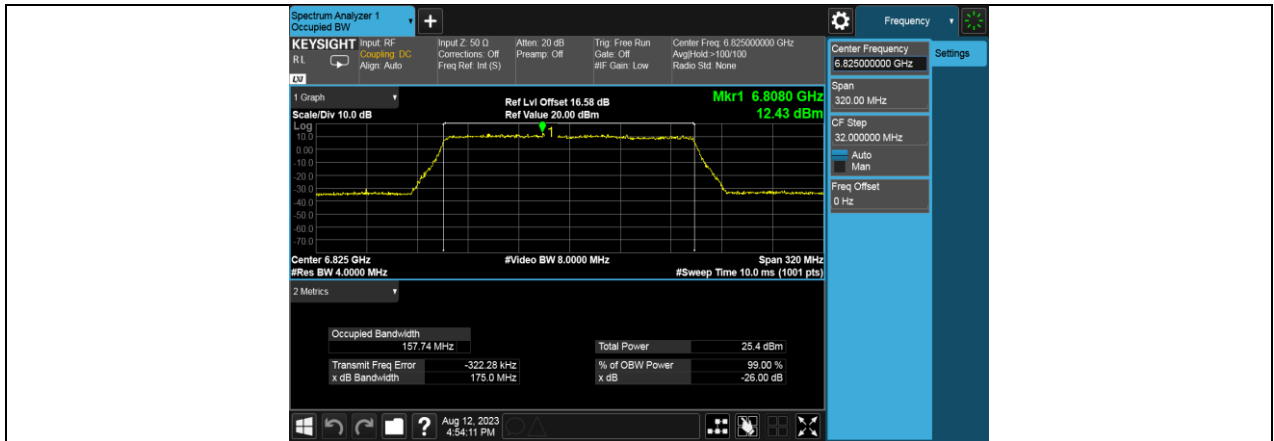 Spectrum Analyzer 1
Occupied BW
Frequency
KEYSIGHT
R L
LXI
Input: RF
Coupling: DC
Align: Auto
Input Z: 50 Ω
Corrections: Off
Freq Ref: Int (S)
Atten: 20 dB
Preamp: Off
Trig: Free Run
Gate: Off
#IF Gain: Low
Center Freq: 6.825000000 GHz
Avg|Hold:>100/100
Radio Std: None
1 Graph
Scale/Div 10.0 dB
Ref Lvl Offset 16.58 dB
Ref Value 20.00 dBm
Mkr1 6.8080 GHz
12.43 dBm
Log
10.0
0.00
-10.0
-20.0
-30.0
-40.0
-50.0
-60.0
-70.0
1
Center 6.825 GHz
#Video BW 8.0000 MHz
Span 320 MHz
#Res BW 4.0000 MHz
#Sweep Time 10.0 ms (1001 pts)
2 Metrics
Occupied Bandwidth
157.74 MHz
Total Power 25.4 dBm
Transmit Freq Error -322.28 kHz
% of OBW Power 99.00 %
x dB Bandwidth 175.0 MHz
x dB -26.00 dB
Center Frequency
6.825000000 GHz
Settings
Span
320.00 MHz
CF Step
32.000000 MHz
Auto
Man
Freq Offset
0 Hz
?
Aug 12, 2023
4:54:11 PM